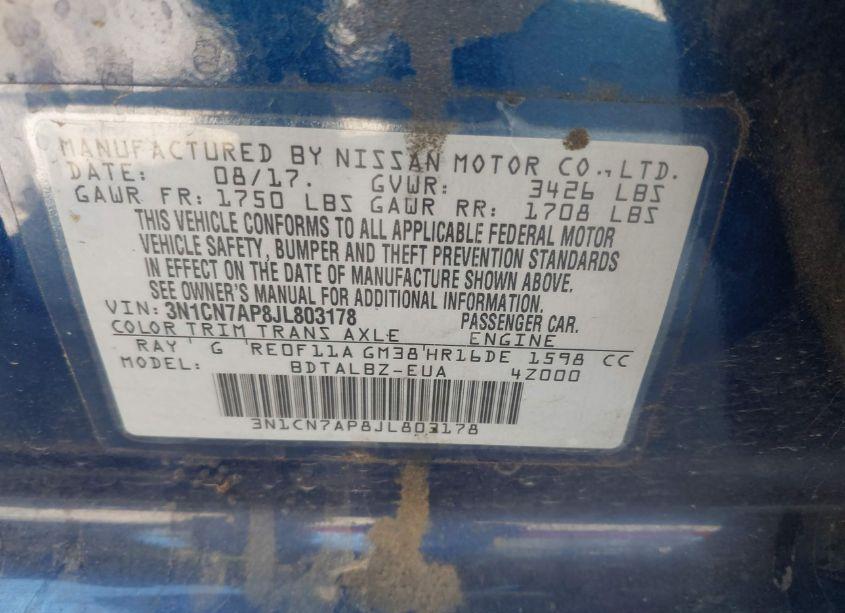 MANUFACTURED BY NISSAN MOTOR CO.,LTD.
DATE: 08/17. GVWR: 3426 LBS
GAWR FR: 1750 LBS GAWR RR: 1708 LBS
THIS VEHICLE CONFORMS TO ALL APPLICABLE FEDERAL MOTOR
VEHICLE SAFETY, BUMPER AND THEFT PREVENTION STANDARDS
IN EFFECT ON THE DATE OF MANUFACTURE SHOWN ABOVE.
SEE OWNER'S MANUAL FOR ADDITIONAL INFORMATION.
VIN: 3N1CN7AP8JL803178 PASSENGER CAR.
COLOR TRIM TRANS AXLE ENGINE
RAY G RE0F11A GM38 HR16DE 1598 CC
MODEL: BDTALBZ-EUA 4Z000
3N1CN7AP8JL803178